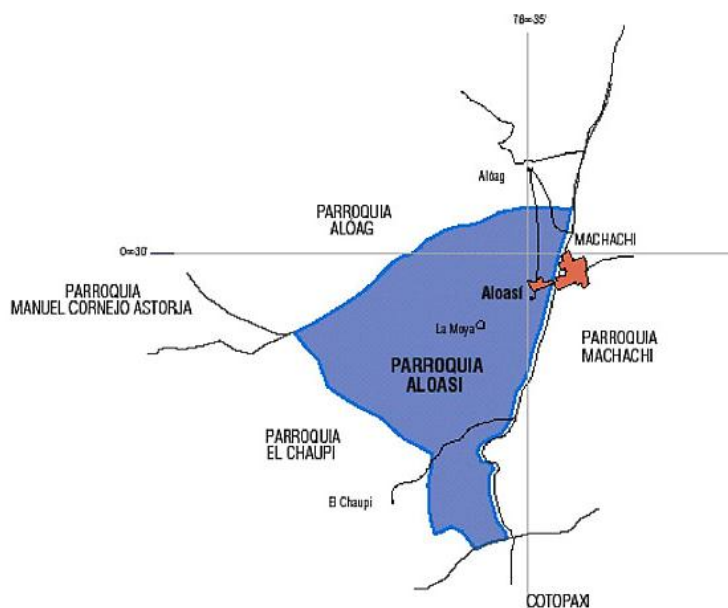 78∞35'
Alóag
PARROQUIA
ALÓAG
MACHACHI
0∞30'
PARROQUIA
MANUEL CORNEJO ASTORJA
Aloasí
La Moya
PARROQUIA
MACHACHI
PARROQUIA
ALOASI
PARROQUIA
EL CHAUPI
El Chaupi
COTOPAXI